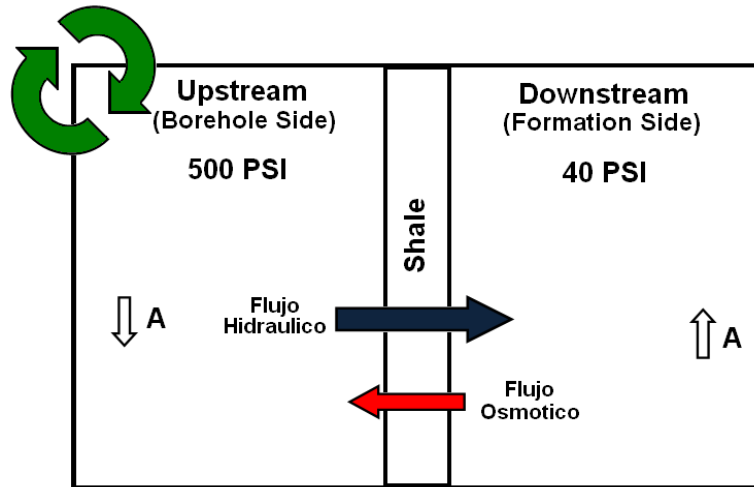 Upstream
(Borehole Side)
500 PSI
Downstream
(Formation Side)
40 PSI
Shale
A
Flujo
Hidraulico
A
Flujo
Osmotico